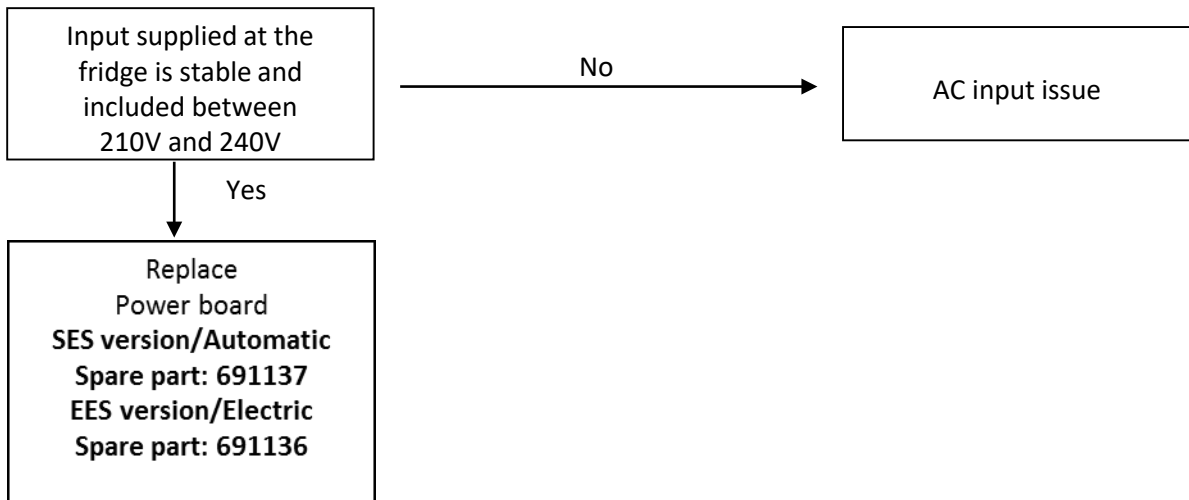 Input supplied at the
fridge is stable and
included between
210V and 240V
No
AC input issue
Yes
Replace
Power board
SES version/Automatic
Spare part: 691137
EES version/Electric
Spare part: 691136